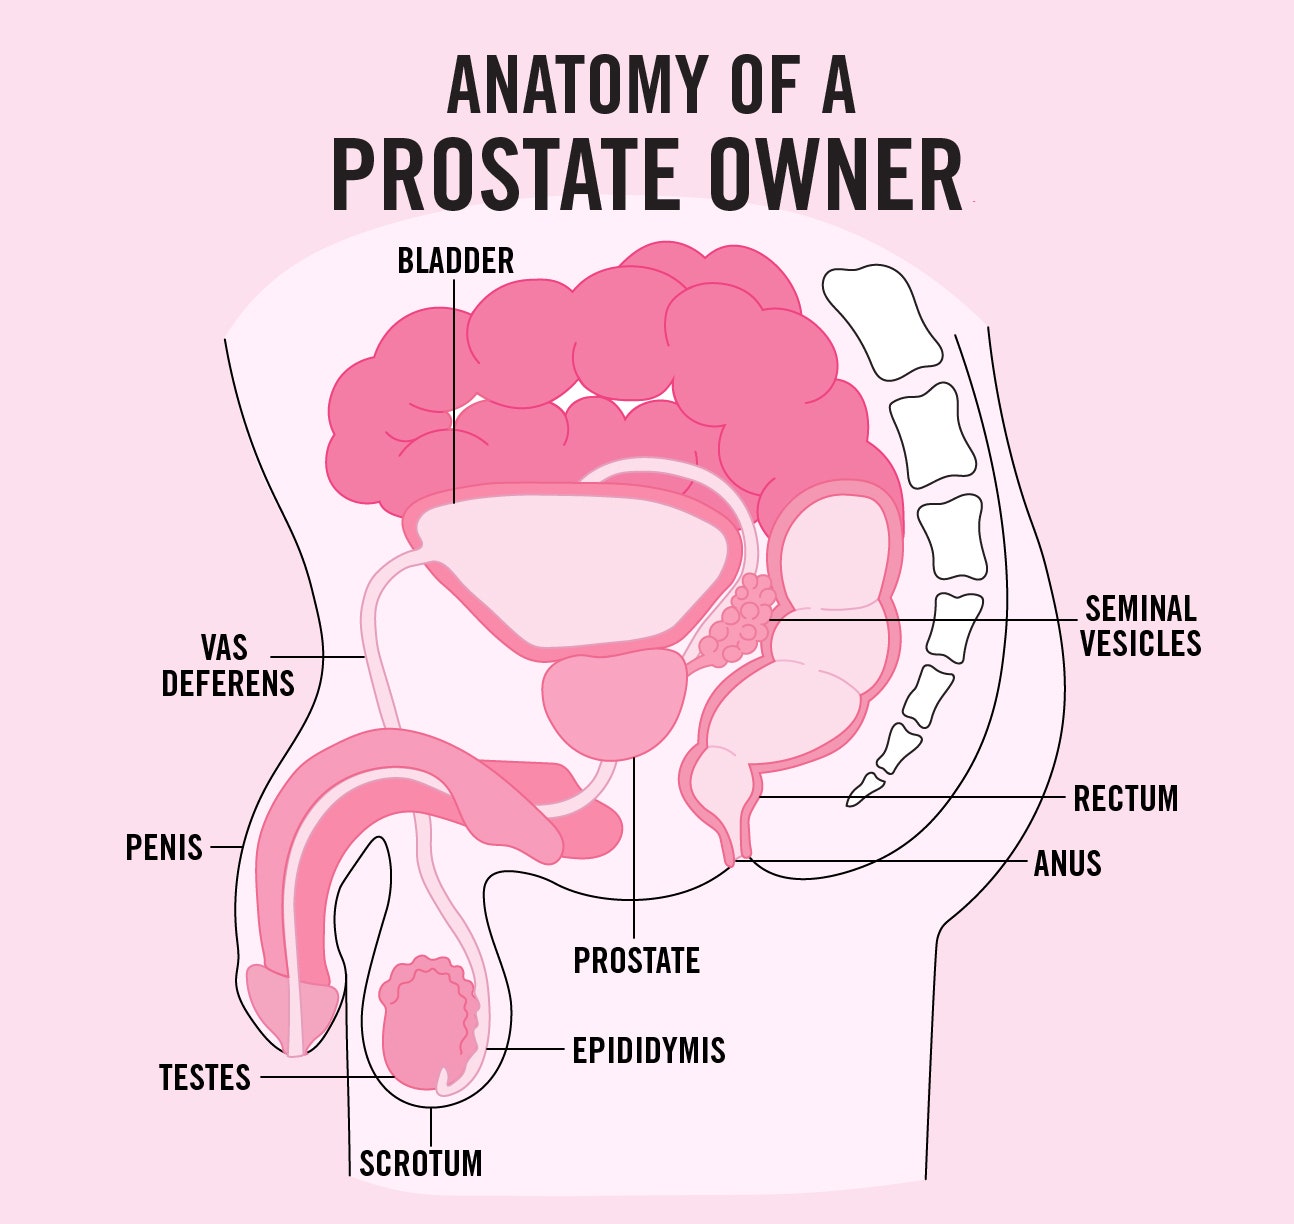 ANATOMY OF A
PROSTATE OWNER
BLADDER
SEMINAL
VESICLES
VAS
DEFERENS
RECTUM
PENIS
ANUS
PROSTATE
EPIDIDYMIS
TESTES
SCROTUM